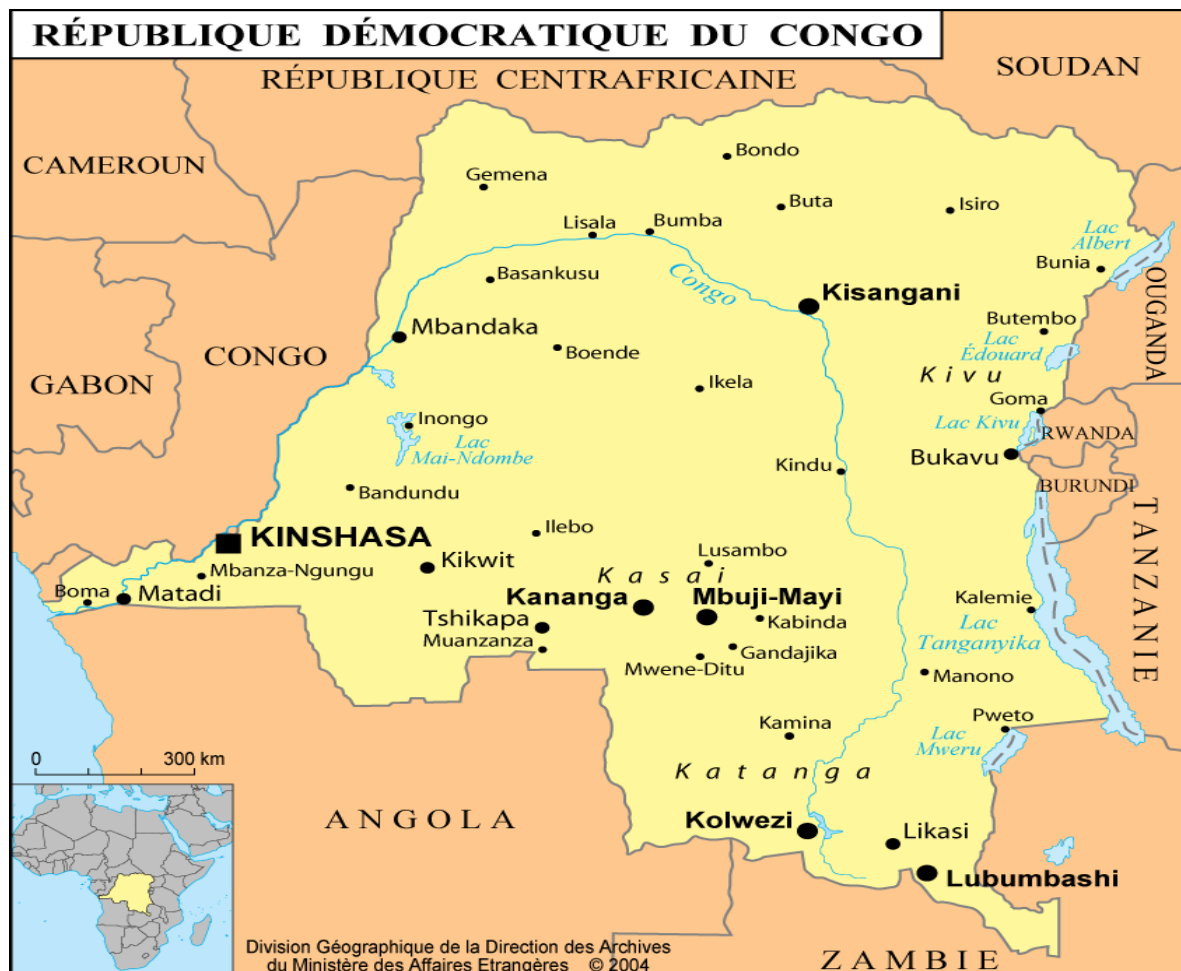 RÉPUBLIQUE DÉMOCRATIQUE DU CONGO
SOUDAN
RÉPUBLIQUE CENTRAFRICAINE
CAMEROUN
Bondo
Gemena
Buta
Isiro
Lisala
Bumba
Lac
Albert
Bunia
Basankusu
Congo
Kisangani
OUGANDA
Mbandaka
Butembo
Lac
Édouard
CONGO
Boende
GABON
Ikela
Kivu
Goma
Inongo
Lac Kivu
RWANDA
Lac
Mai-Ndombe
Bukavu
Kindu
BURUNDI
Bandundu
TANZANIE
KINSHASA
Ilebo
Lusambo
Mbanza-Ngungu
Kikwit
Kasai
Boma
Matadi
Kananga
Mbuji-Mayi
Kalemie
Tshikapa
Kabinda
Lac
Tanganyika
Muanzanza
Gandajika
Mwene-Ditu
Manono
Kamina
Pweto
Lac
Mweru
0 300 km
Katanga
ANGOLA
Kolwezi
Likasi
Lubumbashi
Division Géographique de la Direction des Archives
du Ministère des Affaires Etrangères © 2004
ZAMBIE